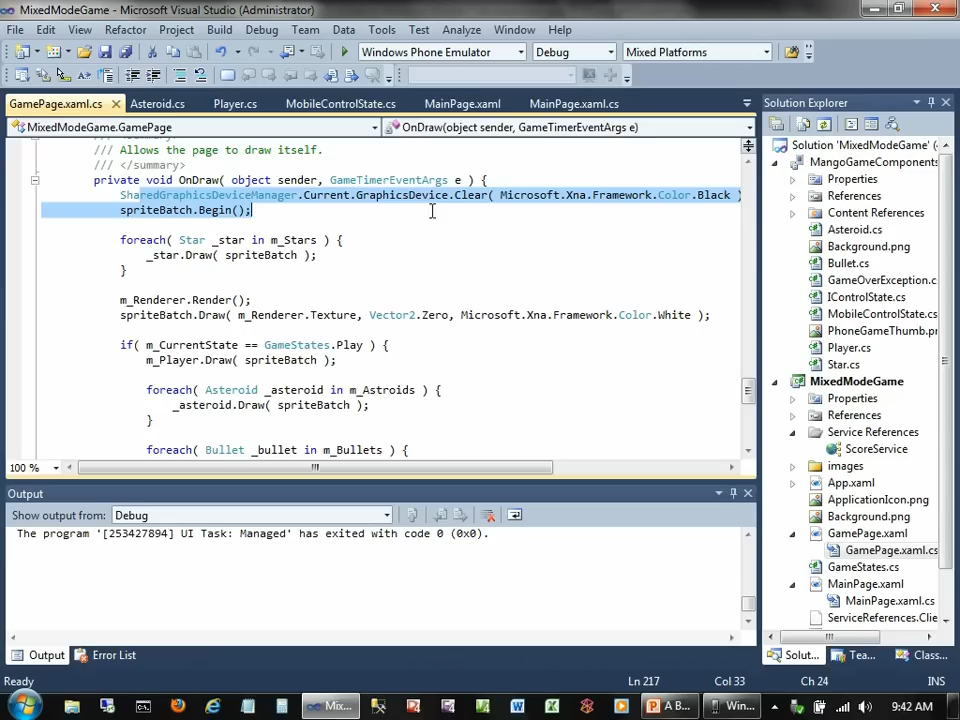 MixedModeGame - Microsoft Visual Studio (Administrator)
File Edit View Refactor Project Build Debug Team Data Tools Test Analyze Window Help
Windows Phone Emulator Debug Mixed Platforms
GamePage.xaml.cs Asteroid.cs Player.cs MobileControlState.cs MainPage.xaml MainPage.xaml.cs
MixedModeGame.GamePage OnDraw(object sender, GameTimerEventArgs e)
/// Allows the page to draw itself.
/// </summary>
private void OnDraw( object sender, GameTimerEventArgs e ) {
SharedGraphicsDeviceManager.Current.GraphicsDevice.Clear( Microsoft.Xna.Framework.Color.Black )
spriteBatch.Begin();
foreach( Star _star in m_Stars ) {
_star.Draw( spriteBatch );
}
m_Renderer.Render();
spriteBatch.Draw( m_Renderer.Texture, Vector2.Zero, Microsoft.Xna.Framework.Color.White );
if( m_CurrentState == GameStates.Play ) {
m_Player.Draw( spriteBatch );
foreach( Asteroid _asteroid in m_Astroids ) {
_asteroid.Draw( spriteBatch );
}
foreach( Bullet _bullet in m_Bullets ) {
100 %
Output
Show output from: Debug
The program '[253427894] UI Task: Managed' has exited with code 0 (0x0).
Output Error List
Solution Explorer
Solution 'MixedModeGame' (
MangoGameComponents
Properties
References
Content References
Asteroid.cs
Background.png
Bullet.cs
GameOverException.c
IControlState.cs
MobileControlState.cs
PhoneGameThumb.pr
Player.cs
Star.cs
MixedModeGame
Properties
References
Service References
ScoreService
images
App.xaml
ApplicationIcon.png
Background.png
GamePage.xaml
GamePage.xaml.cs
GameStates.cs
MainPage.xaml
MainPage.xaml.cs
ServiceReferences.Clie
Solut... Tea... Class...
Ready Ln 217 Col 33 Ch 24 INS
Mix... A B... Win... 9:42 AM